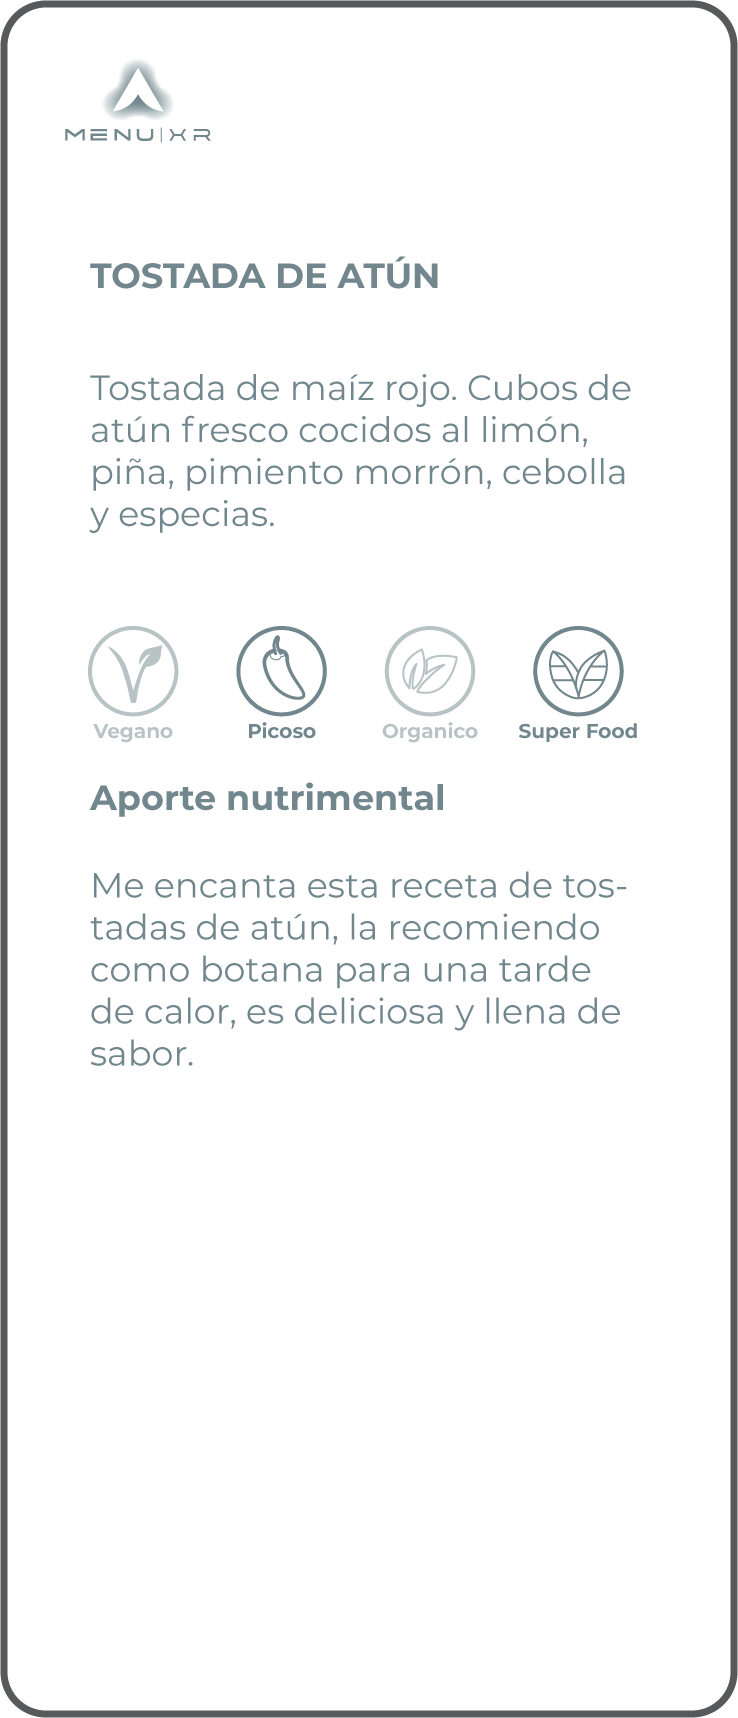 MENU|XR
TOSTADA DE ATÚN
Tostada de maíz rojo. Cubos de
atún fresco cocidos al limón,
piña, pimiento morrón, cebolla
y especias.
Vegano Picoso Organico Super Food
Aporte nutrimental
Me encanta esta receta de tos-
tadas de atún, la recomiendo
como botana para una tarde
de calor, es deliciosa y llena de
sabor.